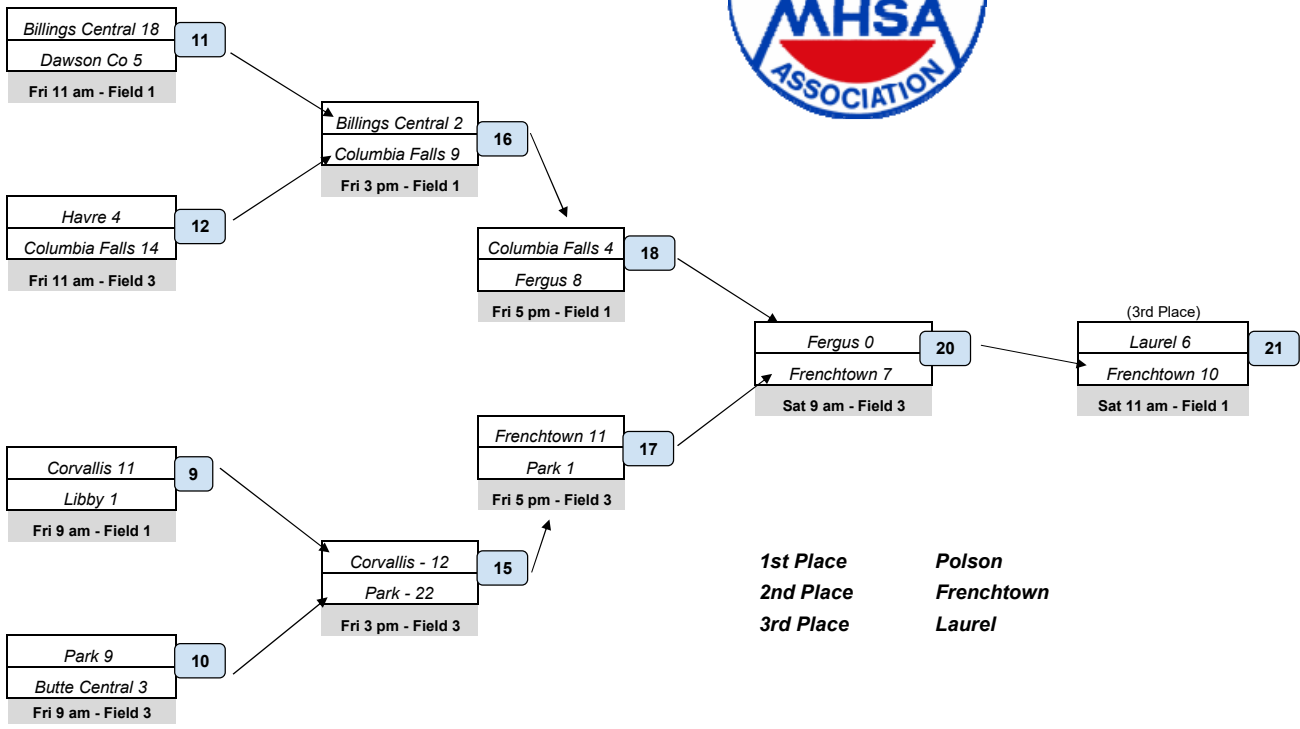 Billings Central 18
11
Dawson Co 5
Fri 11 am - Field 1
MHSA
ASSOCIATION
Billings Central 2
16
Columbia Falls 9
Fri 3 pm - Field 1
Havre 4
12
Columbia Falls 14
Fri 11 am - Field 3
Columbia Falls 4
18
Fergus 8
Fri 5 pm - Field 1
(3rd Place)
Fergus 0
20
Frenchtown 7
Sat 9 am - Field 3
Laurel 6
21
Frenchtown 10
Sat 11 am - Field 1
Frenchtown 11
17
Park 1
Fri 5 pm - Field 3
Corvallis 11
9
Libby 1
Fri 9 am - Field 1
Corvallis - 12
15
Park - 22
Fri 3 pm - Field 3
Park 9
10
Butte Central 3
Fri 9 am - Field 3
1st Place Polson
2nd Place Frenchtown
3rd Place Laurel